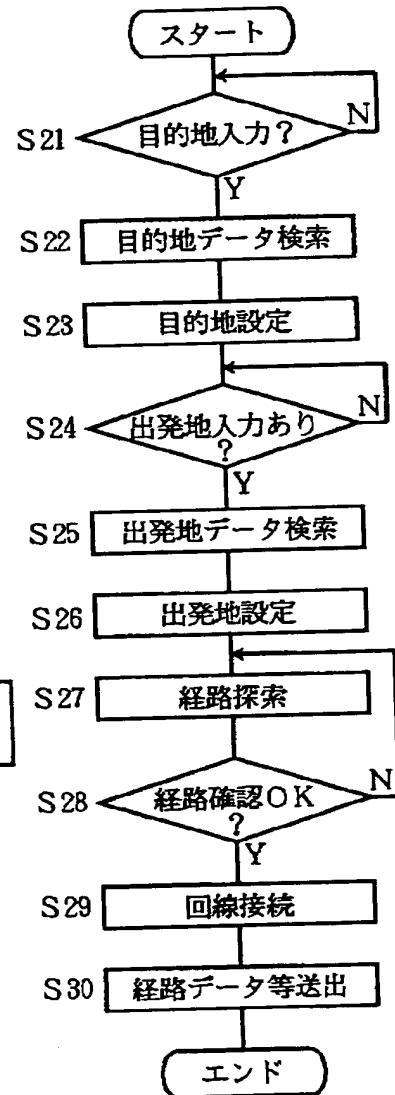 スタート
N
S21 目的地入力?
Y
S22 目的地データ検索
S23 目的地設定
N
S24 出発地入力あり
?
Y
S25 出発地データ検索
S26 出発地設定
S27 経路探索
N
S28 経路確認OK
?
Y
S29 回線接続
S30 経路データ等送出
エンド